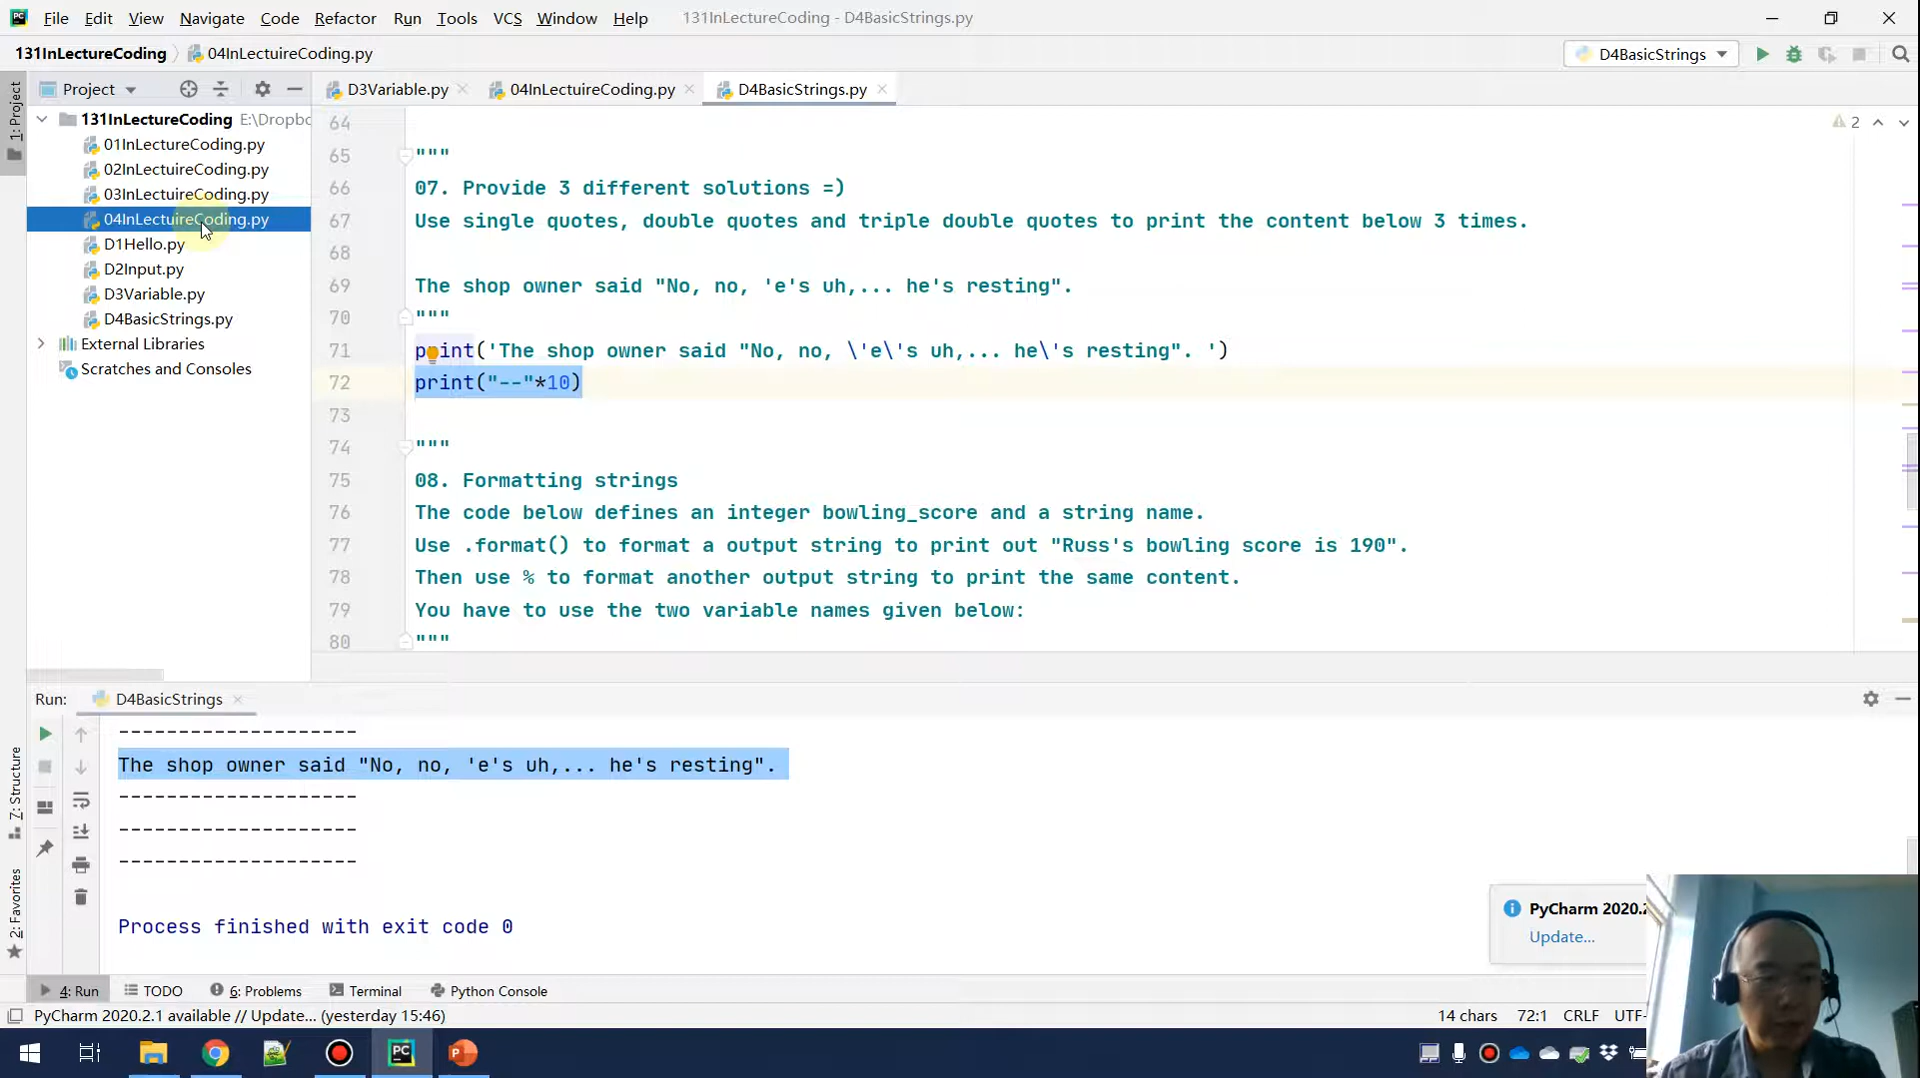 File Edit View Navigate Code Refactor Run Tools VCS Window Help 131InLectureCoding - D4BasicStrings.py
131InLectureCoding 04InLectuireCoding.py D4BasicStrings
Project D3Variable.py 04InLectuireCoding.py D4BasicStrings.py
1: Project
131InLectureCoding E:\Dropbo
01InLectureCoding.py
02InLectuireCoding.py
03InLectuireCoding.py
04InLectuireCoding.py
D1Hello.py
D2Input.py
D3Variable.py
D4BasicStrings.py
External Libraries
Scratches and Consoles
2
64
65 """
66 07. Provide 3 different solutions =)
67 Use single quotes, double quotes and triple double quotes to print the content below 3 times.
68
69 The shop owner said "No, no, 'e's uh,... he's resting".
70 """
71 print('The shop owner said "No, no, \'e\'s uh,... he\'s resting". ')
72 print("--"*10)
73
74 """
75 08. Formatting strings
76 The code below defines an integer bowling_score and a string name.
77 Use .format() to format a output string to print out "Russ's bowling score is 190".
78 Then use % to format another output string to print the same content.
79 You have to use the two variable names given below:
80 """
Run: D4BasicStrings
--------------------
The shop owner said "No, no, 'e's uh,... he's resting".
--------------------
--------------------
--------------------
Process finished with exit code 0
7: Structure
2: Favorites
PyCharm 2020.2
Update...
4: Run TODO 6: Problems Terminal Python Console
PyCharm 2020.2.1 available // Update... (yesterday 15:46) 14 chars 72:1 CRLF UTF-